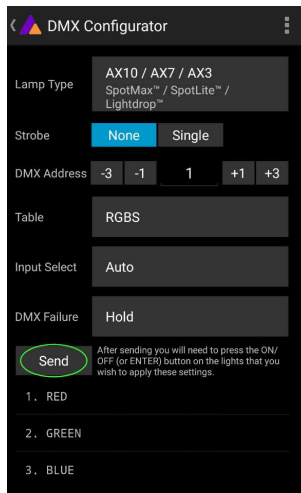 DMX Configurator
Lamp Type
AX10 / AX7 / AX3
SpotMax™ / SpotLite™ /
Lightdrop™
Strobe
None Single
DMX Address -3 -1 1 +1 +3
Table RGBS
Input Select Auto
DMX Failure Hold
Send
After sending you will need to press the ON/
OFF (or ENTER) button on the lights that you
wish to apply these settings.
1. RED
2. GREEN
3. BLUE